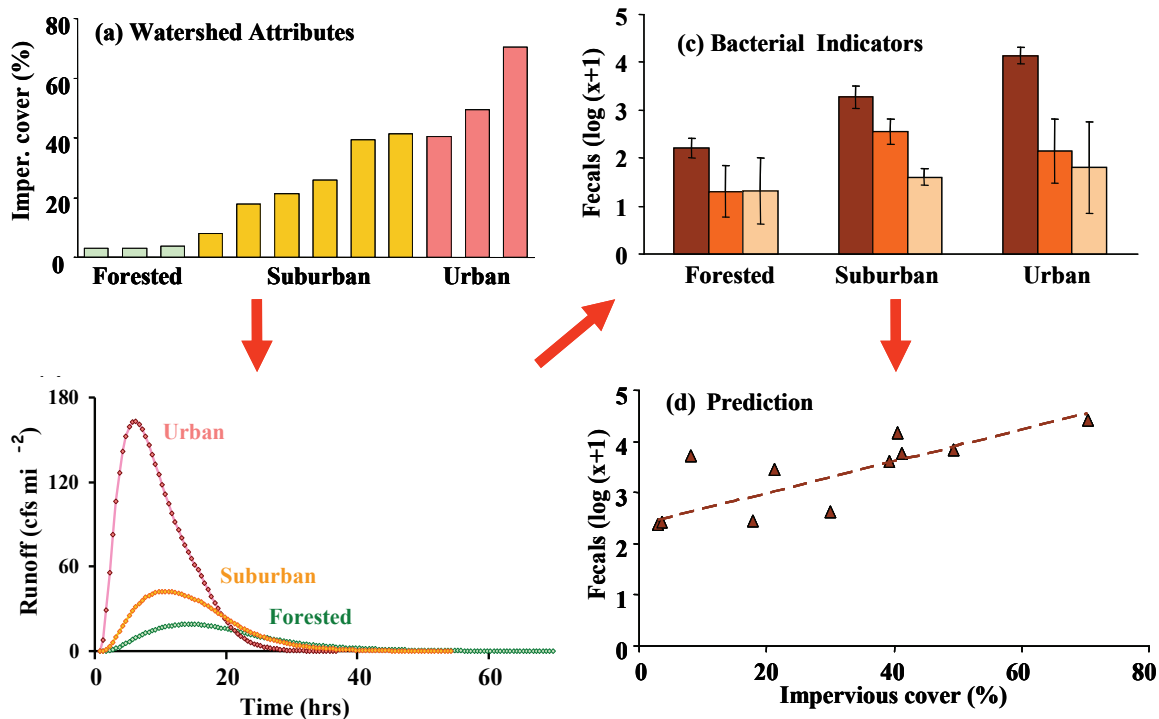 (a) Watershed Attributes
Imper. cover (%)
80
60
40
20
0
Forested Suburban Urban
(c) Bacterial Indicators
Fecals (log (x+1)
5
4
3
2
1
0
Forested Suburban Urban
Runoff (cfs mi -2)
180
120
60
0
Urban
Suburban
Forested
0 20 40 60
Time (hrs)
(d) Prediction
Fecals (log (x+1)
5
4
3
2
1
0
0 20 40 60 80
Impervious cover (%)